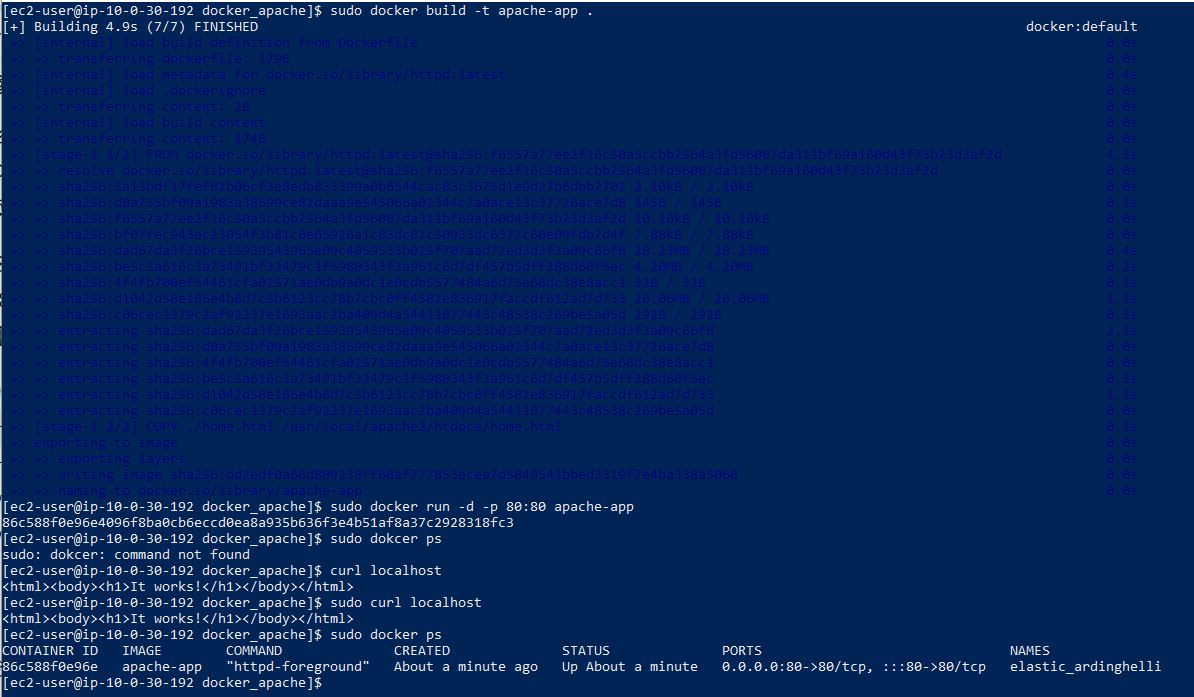 [ec2-user@ip-10-0-30-192 docker_apache]$ sudo docker build -t apache-app .
[+] Building 4.9s (7/7) FINISHED docker:default
=> [internal] load build definition from Dockerfile 0.0s
=> => transferring dockerfile: 179B 0.0s
=> [internal] load metadata for docker.io/library/httpd:latest 0.4s
=> [internal] load .dockerignore 0.0s
=> => transferring context: 2B 0.0s
=> [internal] load build context 0.0s
=> => transferring context: 174B 0.0s
=> [stage-1 1/2] FROM docker.io/library/httpd:latest@sha256:f6557a77ee2f16c50a5ccbb2564a3fd56087da311bf69a160d43f73b23d3af2d 4.3s
=> => resolve docker.io/library/httpd:latest@sha256:f6557a77ee2f16c50a5ccbb2564a3fd56087da311bf69a160d43f73b23d3af2d 0.0s
=> => sha256:5a13bdf17fef82b06cf3e8edb833399a0b6544cac83c3675d1e9d27b6dbb2702 2.10kB / 2.10kB 0.0s
=> => sha256:d0a755bf09a1983a38699ce82daaa9e545066a02344c7a0ace13c37726ace7d8 145B / 145B 0.1s
=> => sha256:f6557a77ee2f16c50a5ccbb2564a3fd56087da311bf69a160d43f73b23d3af2d 10.16kB / 10.16kB 0.0s
=> => sha256:bf07fec943ec23054f3b81c0e65926a1c83dc82c50933dc6372c60e09fdb2d4f 7.88kB / 7.88kB 0.0s
=> => sha256:dad67da3f26bce15939543965e09c4059533b025f707aad72ed3d3f3a09c66f8 28.23MB / 28.23MB 0.4s
=> => sha256:be5c5a616c3a73491bf32479c1f5980343f3a961c6d7df457b5dff288d68f5ec 4.20MB / 4.20MB 0.2s
=> => sha256:4f4fb700ef54461cfa02571ae0db9a0dc1e0cdb5577484a6d75e68dc38e8acc1 32B / 32B 0.1s
=> => sha256:d1042d58e186e4b8d7c5b6123cc78b7cbc0ff4582e836917faccdf612ad7d733 26.06MB / 26.06MB 1.1s
=> => sha256:c06cec1379c2af92237e1693aac2ba409d4a54411877443c48538c269be5a05d 292B / 292B 0.3s
=> => extracting sha256:dad67da3f26bce15939543965e09c4059533b025f707aad72ed3d3f3a09c66f8 2.1s
=> => extracting sha256:d0a755bf09a1983a38699ce82daaa9e545066a02344c7a0ace13c37726ace7d8 0.0s
=> => extracting sha256:4f4fb700ef54461cfa02571ae0db9a0dc1e0cdb5577484a6d75e68dc38e8acc1 0.0s
=> => extracting sha256:be5c5a616c3a73491bf32479c1f5980343f3a961c6d7df457b5dff288d68f5ec 0.3s
=> => extracting sha256:d1042d58e186e4b8d7c5b6123cc78b7cbc0ff4582e836917faccdf612ad7d733 1.1s
=> => extracting sha256:c06cec1379c2af92237e1693aac2ba409d4a54411877443c48538c269be5a05d 0.0s
=> [stage-1 2/2] COPY ./home.html /usr/local/apache2/htdocs/home.html 0.1s
=> exporting to image 0.0s
=> => exporting layers 0.0s
=> => writing image sha256:dd2edf0a68d809238ff68af777853ecea7d5849541bbed3319f7e4ba338a5068 0.0s
=> => naming to docker.io/library/apache-app 0.0s
[ec2-user@ip-10-0-30-192 docker_apache]$ sudo docker run -d -p 80:80 apache-app
86c588f0e96e4096f8ba0cb6eccd0ea8a935b636f3e4b51af8a37c2928318fc3
[ec2-user@ip-10-0-30-192 docker_apache]$ sudo dokcer ps
sudo: dokcer: command not found
[ec2-user@ip-10-0-30-192 docker_apache]$ curl localhost
<html><body><h1>It works!</h1></body></html>
[ec2-user@ip-10-0-30-192 docker_apache]$ sudo curl localhost
<html><body><h1>It works!</h1></body></html>
[ec2-user@ip-10-0-30-192 docker_apache]$ sudo docker ps
CONTAINER ID IMAGE COMMAND CREATED STATUS PORTS NAMES
86c588f0e96e apache-app "httpd-foreground" About a minute ago Up About a minute 0.0.0.0:80->80/tcp, :::80->80/tcp elastic_ardinghelli
[ec2-user@ip-10-0-30-192 docker_apache]$